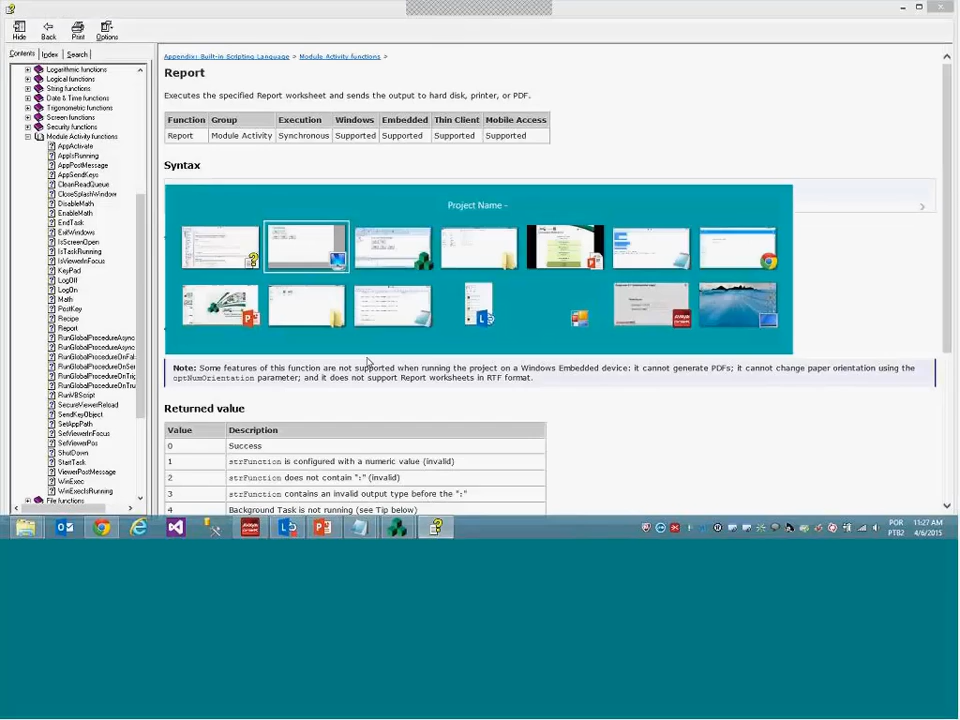 Hide Back Print Options
Contents Index Search
Logarithmic functions
Logical functions
String functions
Date & Time functions
Trigonometric functions
Screen functions
Security functions
Module Activity functions
AppActivate
AppIsRunning
AppPostMessage
AppSendKeys
CleanReadQueue
CloseSplashWindow
DisableMath
EnableMath
EndTask
ExitWindows
IsScreenOpen
IsTaskRunning
IsViewerInFocus
KeyPad
LogOff
LogOn
Math
PostKey
Recipe
Report
RunGlobalProcedureAsync
RunGlobalProcedureAsync
RunGlobalProcedureOnFal
RunGlobalProcedureOnSer
RunGlobalProcedureOnTrig
RunGlobalProcedureOnTru
RunVBScript
SecureViewerReload
SendKeyObject
SetAppPath
SetViewerInFocus
SetViewerPos
ShutDown
StartTask
ViewerPostMessage
WinExec
WinExecIsRunning
File functions
Appendix: Built-in Scripting Language > Module Activity functions >
Report
Executes the specified Report worksheet and sends the output to hard disk, printer, or PDF.
Function Group Execution Windows Embedded Thin Client Mobile Access
Report Module Activity Synchronous Supported Supported Supported Supported
Syntax
Project Name -
Note: Some features of this function are not supported when running the project on a Windows Embedded device: it cannot generate PDFs; it cannot change paper orientation using the
optNumOrientation parameter; and it does not support Report worksheets in RTF format.
Returned value
Value Description
0 Success
1 strFunction is configured with a numeric value (invalid)
2 strFunction does not contain ":" (invalid)
3 strFunction contains an invalid output type before the ":"
4 Background Task is not running (see Tip below)
POR 11:27 AM
PTB2 4/6/2015